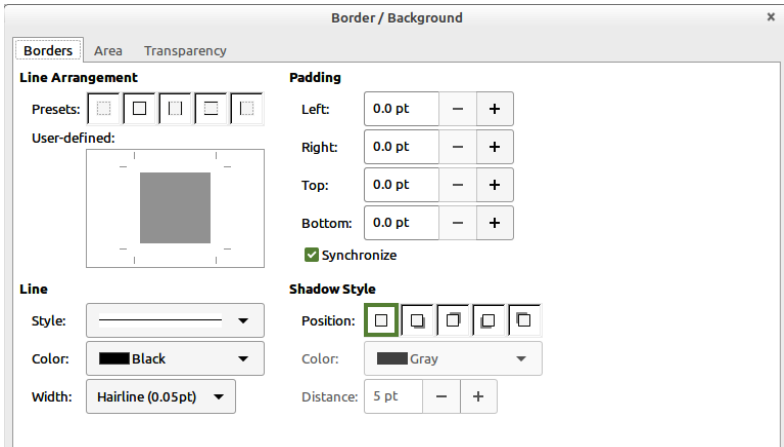 Border / Background
x
Borders Area Transparency
Line Arrangement
Presets:
User-defined:
Padding
Left: 0.0 pt − +
Right: 0.0 pt − +
Top: 0.0 pt − +
Bottom: 0.0 pt − +
Synchronize
Line
Style:
Color: Black
Width: Hairline (0.05pt)
Shadow Style
Position:
Color: Gray
Distance: 5 pt − +